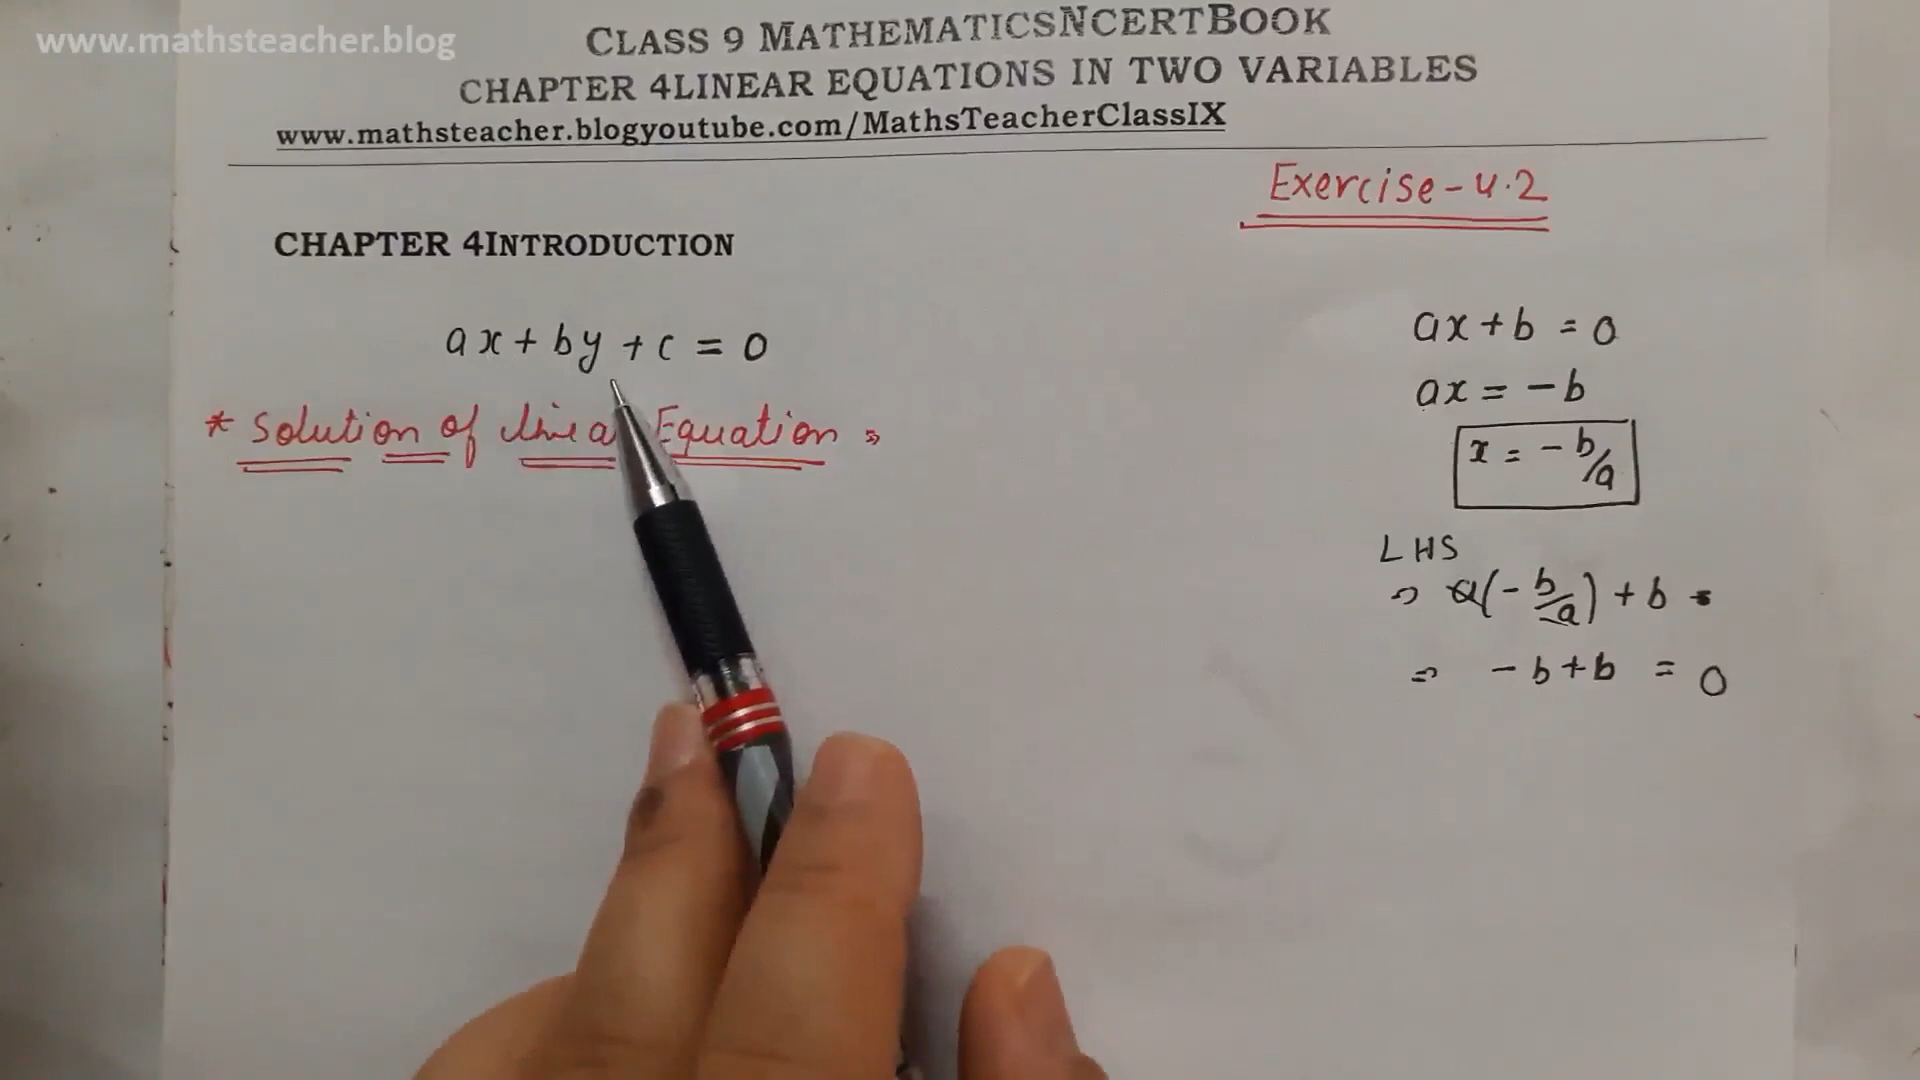 www.mathsteacher.blog
CLASS 9 MATHEMATICSNCERTBOOK
CHAPTER 4LINEAR EQUATIONS IN TWO VARIABLES
www.mathsteacher.blogyoutube.com/MathsTeacherClassIX
Exercise-4.2
CHAPTER 4INTRODUCTION
ax+by+c=0
* Solution of linear Equation ⇒
ax+b=0
ax=-b
x=-b/a
LHS
⇒ a(-b/a)+b =
⇒ -b+b = 0